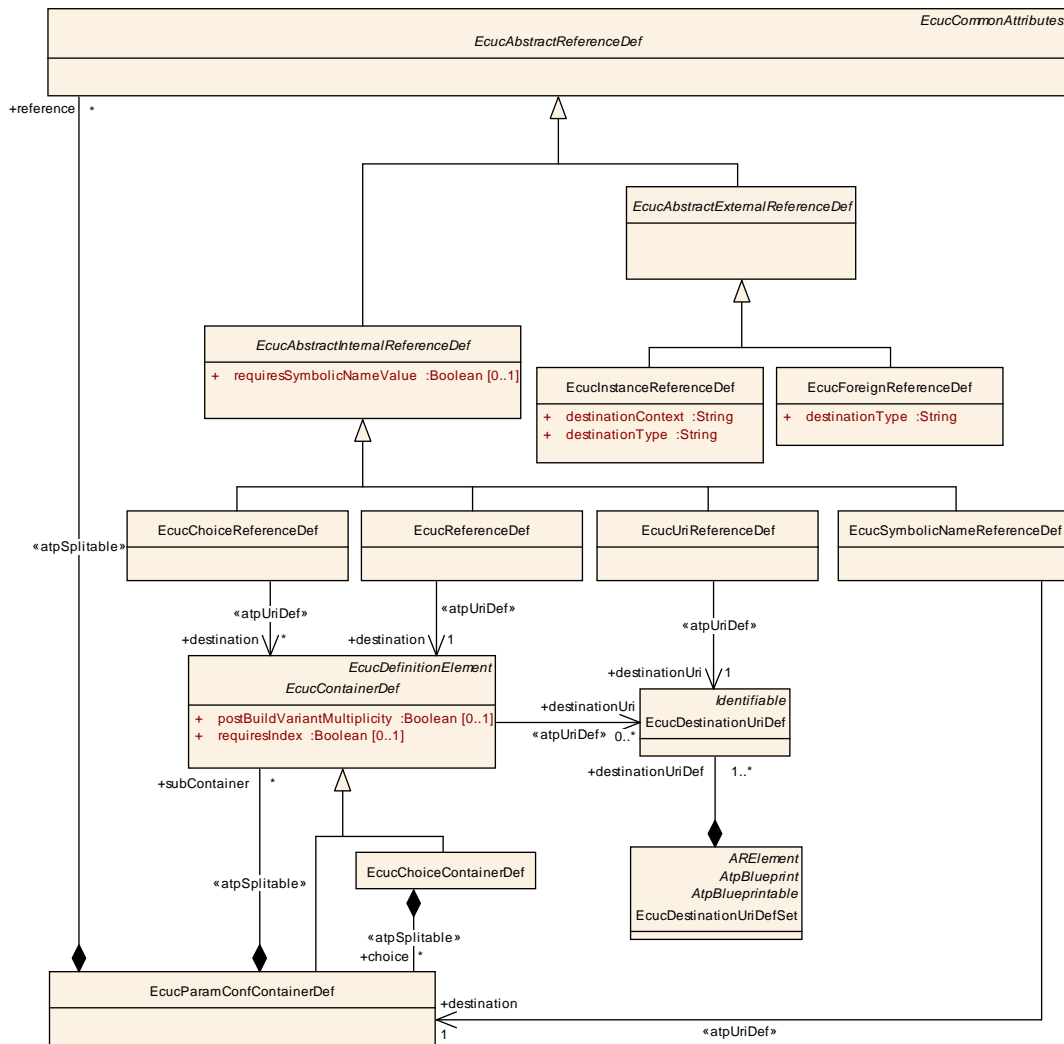 EcucCommonAttributes
EcucAbstractReferenceDef
+reference *
EcucAbstractExternalReferenceDef
EcucAbstractInternalReferenceDef
+ requiresSymbolicNameValue :Boolean [0..1]
EcucInstanceReferenceDef
+ destinationContext :String
+ destinationType :String
EcucForeignReferenceDef
+ destinationType :String
EcucChoiceReferenceDef
EcucReferenceDef
EcucUriReferenceDef
EcucSymbolicNameReferenceDef
«atpSplitable»
«atpUriDef»
+destination *
«atpUriDef»
+destination 1
«atpUriDef»
+destinationUri 1
EcucDefinitionElement
EcucContainerDef
+ postBuildVariantMultiplicity :Boolean [0..1]
+ requiresIndex :Boolean [0..1]
+destinationUri
«atpUriDef» 0..*
Identifiable
EcucDestinationUriDef
+destinationUriDef 1..*
+subContainer *
«atpSplitable»
EcucChoiceContainerDef
«atpSplitable»
+choice *
ARElement
AtpBlueprint
AtpBlueprintable
EcucDestinationUriDefSet
EcucParamConfContainerDef
+destination
1
«atpUriDef»